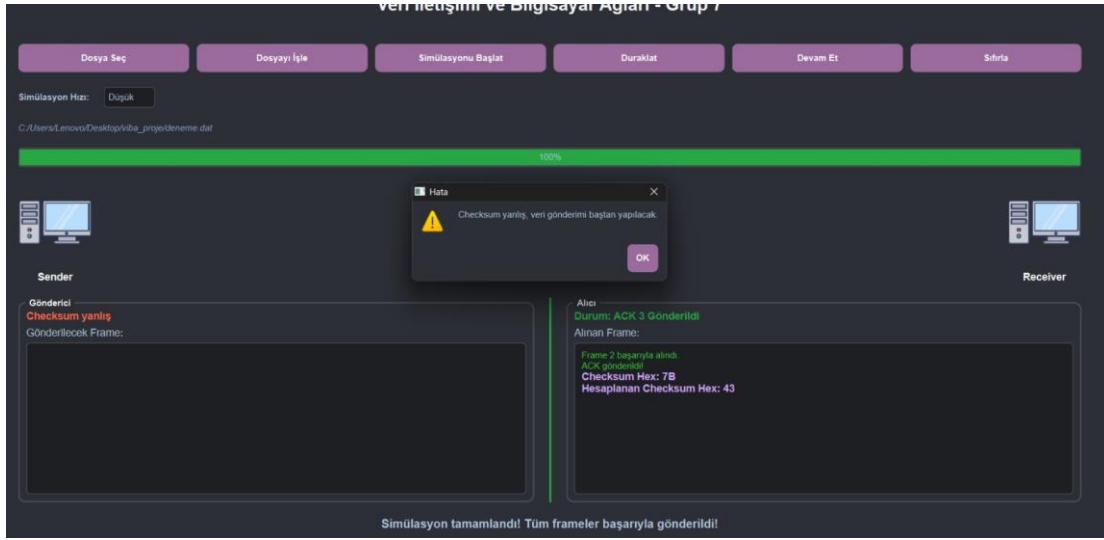 Veri İletişimi ve Bilgisayar Ağları - Grup 7
Dosya Seç
Dosyayı İşle
Simülasyonu Başlat
Duraklat
Devam Et
Sıfırla
Simülasyon Hızı: Düşük
C:/Users/Lenovo/Desktop/viba_proje/deneme.dat
100%
Hata
Checksum yanlış, veri gönderimi baştan yapılacak.
OK
Sender
Receiver
Gönderici
Checksum yanlış
Gönderilecek Frame:
Alıcı
Durum: ACK 3 Gönderildi
Alınan Frame:
Frame 2 başarıyla alındı.
ACK gönderildi!
Checksum Hex: 7B
Hesaplanan Checksum Hex: 43
Simülasyon tamamlandı! Tüm frameler başarıyla gönderildi!